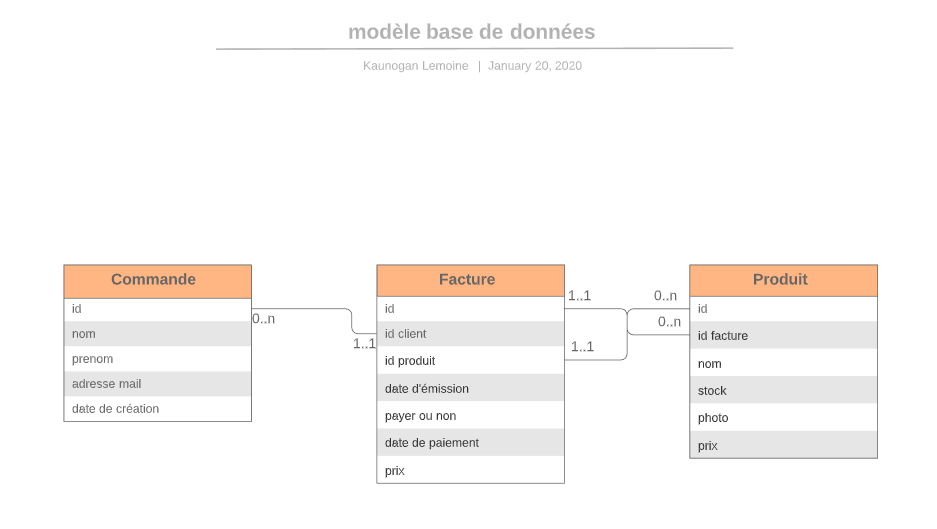 modèle base de données
Kaunogan Lemoine | January 20, 2020
Commande
id
nom
prenom
adresse mail
date de création
0..n
1..1
Facture
id
id client
id produit
date d'émission
payer ou non
date de paiement
prix
1..1
0..n
0..n
1..1
Produit
id
id facture
nom
stock
photo
prix